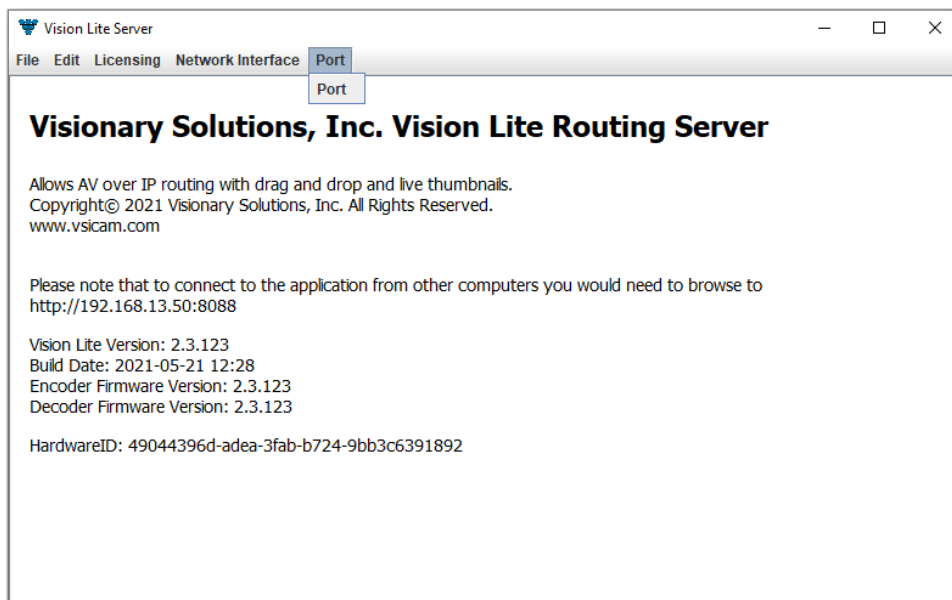 Vision Lite Server
File Edit Licensing Network Interface Port
Port
Visionary Solutions, Inc. Vision Lite Routing Server
Allows AV over IP routing with drag and drop and live thumbnails.
Copyright© 2021 Visionary Solutions, Inc. All Rights Reserved.
www.vsicam.com
Please note that to connect to the application from other computers you would need to browse to
http://192.168.13.50:8088
Vision Lite Version: 2.3.123
Build Date: 2021-05-21 12:28
Encoder Firmware Version: 2.3.123
Decoder Firmware Version: 2.3.123
HardwareID: 49044396d-adea-3fab-b724-9bb3c6391892